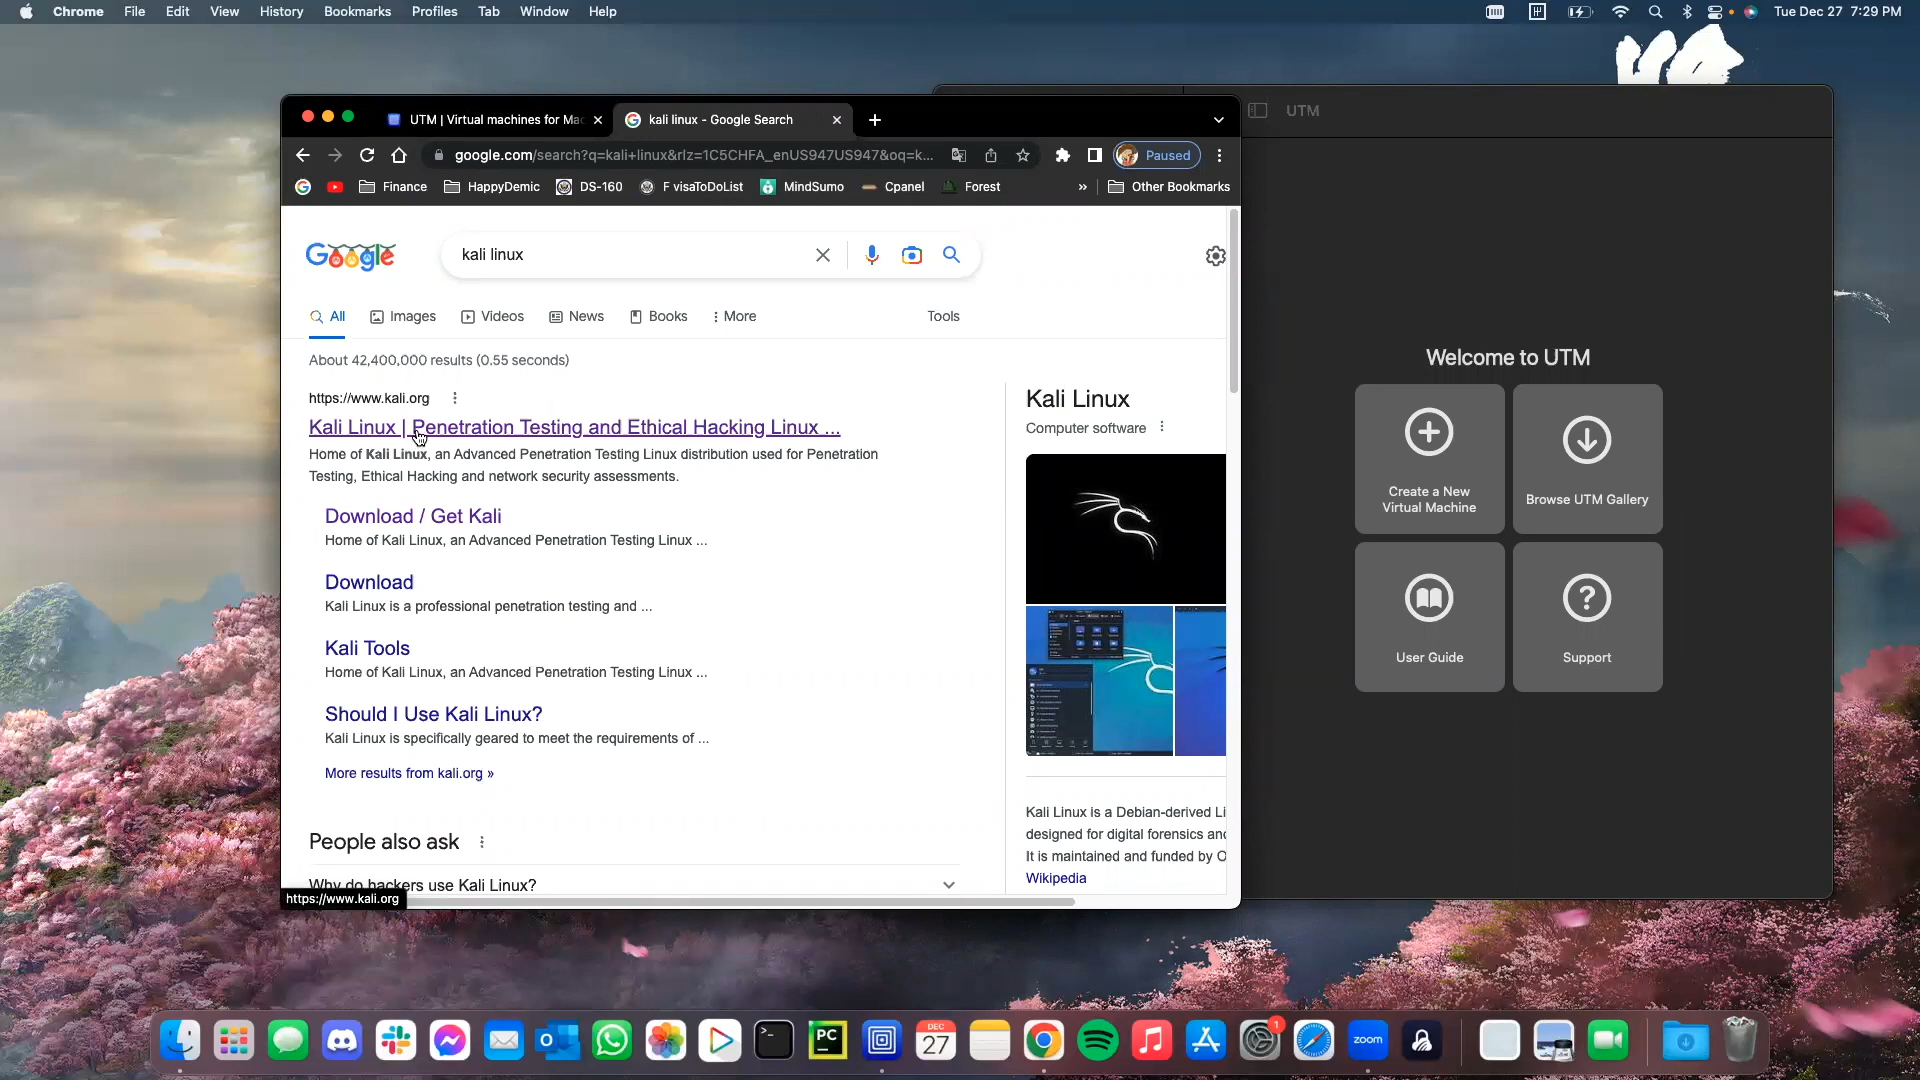 Chrome File Edit View History Bookmarks Profiles Tab Window Help
Tue Dec 27 7:29 PM
UTM | Virtual machines for Mac
kali linux - Google Search
UTM
google.com/search?q=kali+linux&rlz=1C5CHFA_enUS947US947&oq=k...
Paused
Finance HappyDemic DS-160 F visaToDoList MindSumo Cpanel Forest » Other Bookmarks
Google
kali linux
All Images Videos News Books More Tools
About 42,400,000 results (0.55 seconds)
https://www.kali.org
Kali Linux | Penetration Testing and Ethical Hacking Linux ...
Home of Kali Linux, an Advanced Penetration Testing Linux distribution used for Penetration
Testing, Ethical Hacking and network security assessments.
Download / Get Kali
Home of Kali Linux, an Advanced Penetration Testing Linux ...
Download
Kali Linux is a professional penetration testing and ...
Kali Tools
Home of Kali Linux, an Advanced Penetration Testing Linux ...
Should I Use Kali Linux?
Kali Linux is specifically geared to meet the requirements of ...
More results from kali.org »
People also ask
Why do hackers use Kali Linux?
https://www.kali.org
Kali Linux
Computer software
Kali Linux is a Debian-derived Li
designed for digital forensics and
It is maintained and funded by O
Wikipedia
Welcome to UTM
Create a New
Virtual Machine
Browse UTM Gallery
User Guide
Support
PC
DEC
27
1
zoom